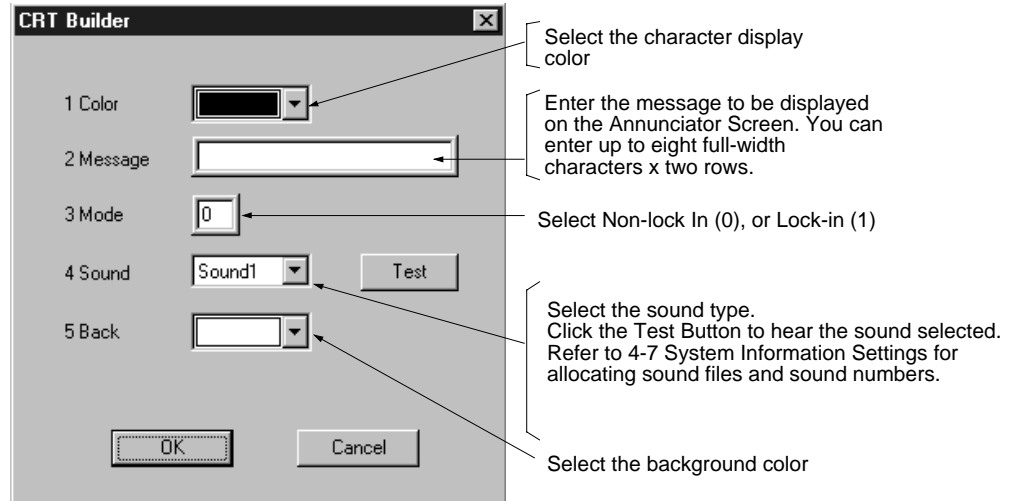 CRT Builder
Select the character display
color
1 Color
Enter the message to be displayed
on the Annunciator Screen. You can
enter up to eight full-width
characters x two rows.
2 Message
3 Mode
0
Select Non-lock In (0), or Lock-in (1)
4 Sound
Sound1
Test
Select the sound type.
Click the Test Button to hear the sound selected.
Refer to 4-7 System Information Settings for
allocating sound files and sound numbers.
5 Back
OK
Cancel
Select the background color